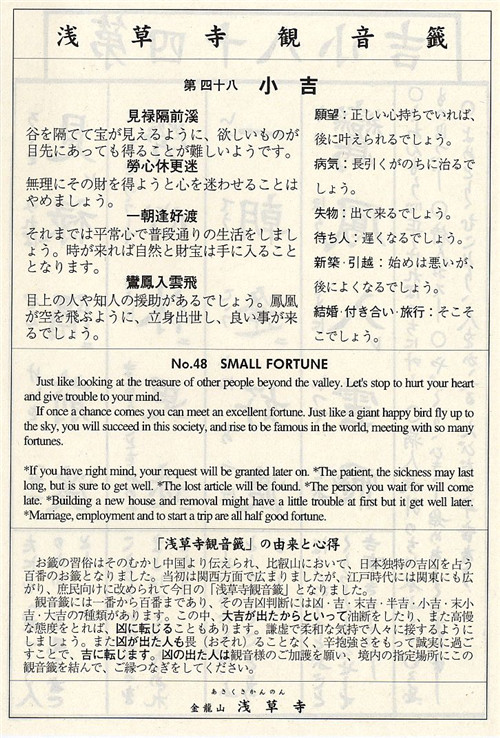 浅草寺観音籤
第四十八 小吉
見禄隔前渓
谷を隔てて宝が見えるように、欲しいものが
目先にあっても得ることが難しいようです。
勞心休更迷
無理にその財を得ようと心を迷わせることは
やめましょう。
一朝逢好渡
それまでは平常心で普段通りの生活をしまし
ょう。時が来れば自然と財宝は手に入ること
となります。
鸞鳳入雲飛
目上の人や知人の援助があるでしょう。鳳凰
が空を飛ぶように、立身出世し、良い事が来
るでしょう。
願望：正しい心持ちでいれば、
後に叶えられるでしょう。
病気：長引くがのちに治るで
しょう。
失物：出て来るでしょう。
待ち人：遅くなるでしょう。
新築・引越：始めは悪いが、
後によくなるでしょう。
結婚・付き合い・旅行：そこそ
こでしょう。
No.48 SMALL FORTUNE
Just like looking at the treasure of other people beyond the valley. Let's stop to hurt your heart
and give trouble to your mind.
If once a chance comes you can meet an excellent fortune. Just like a giant happy bird fly up to
the sky, you will succeed in this society, and rise to be famous in the world, meeting with so many
fortunes.
*If you have right mind, your request will be granted later on. *The patient, the sickness may last
long, but is sure to get well. *The lost article will be found. *The person you wait for will come
late. *Building a new house and removal might have a little trouble at first but it get well later.
*Marriage, employment and to start a trip are all half good fortune.
「浅草寺観音籤」の由来と心得
お籤の習俗はそのむかし中国より伝えられ、比叡山において、日本独特の吉凶を占う
百番のお籤となりました。当初は関西方面で広まりましたが、江戸時代には関東にも広
がり、庶民向けに改められて今日の「浅草寺観音籤」となりました。
観音籤には一番から百番まであり、その吉凶判断には凶・吉・末吉・半吉・小吉・末小
吉・大吉の7種類があります。この中、大吉が出たからといって油断をしたり、また高慢
な態度をとれば、凶に転じることもあります。謙虚で柔和な気持で人々に接するように
しましょう。また凶が出た人も畏（おそれ）ることなく、辛抱強さをもって誠実に過ご
すことで、吉に転じます。凶の出た人は観音様のご加護を願い、境内の指定場所にこの
観音籤を結んで、ご縁つなぎをしてください。
あさくさかんのん
金龍山 浅草寺